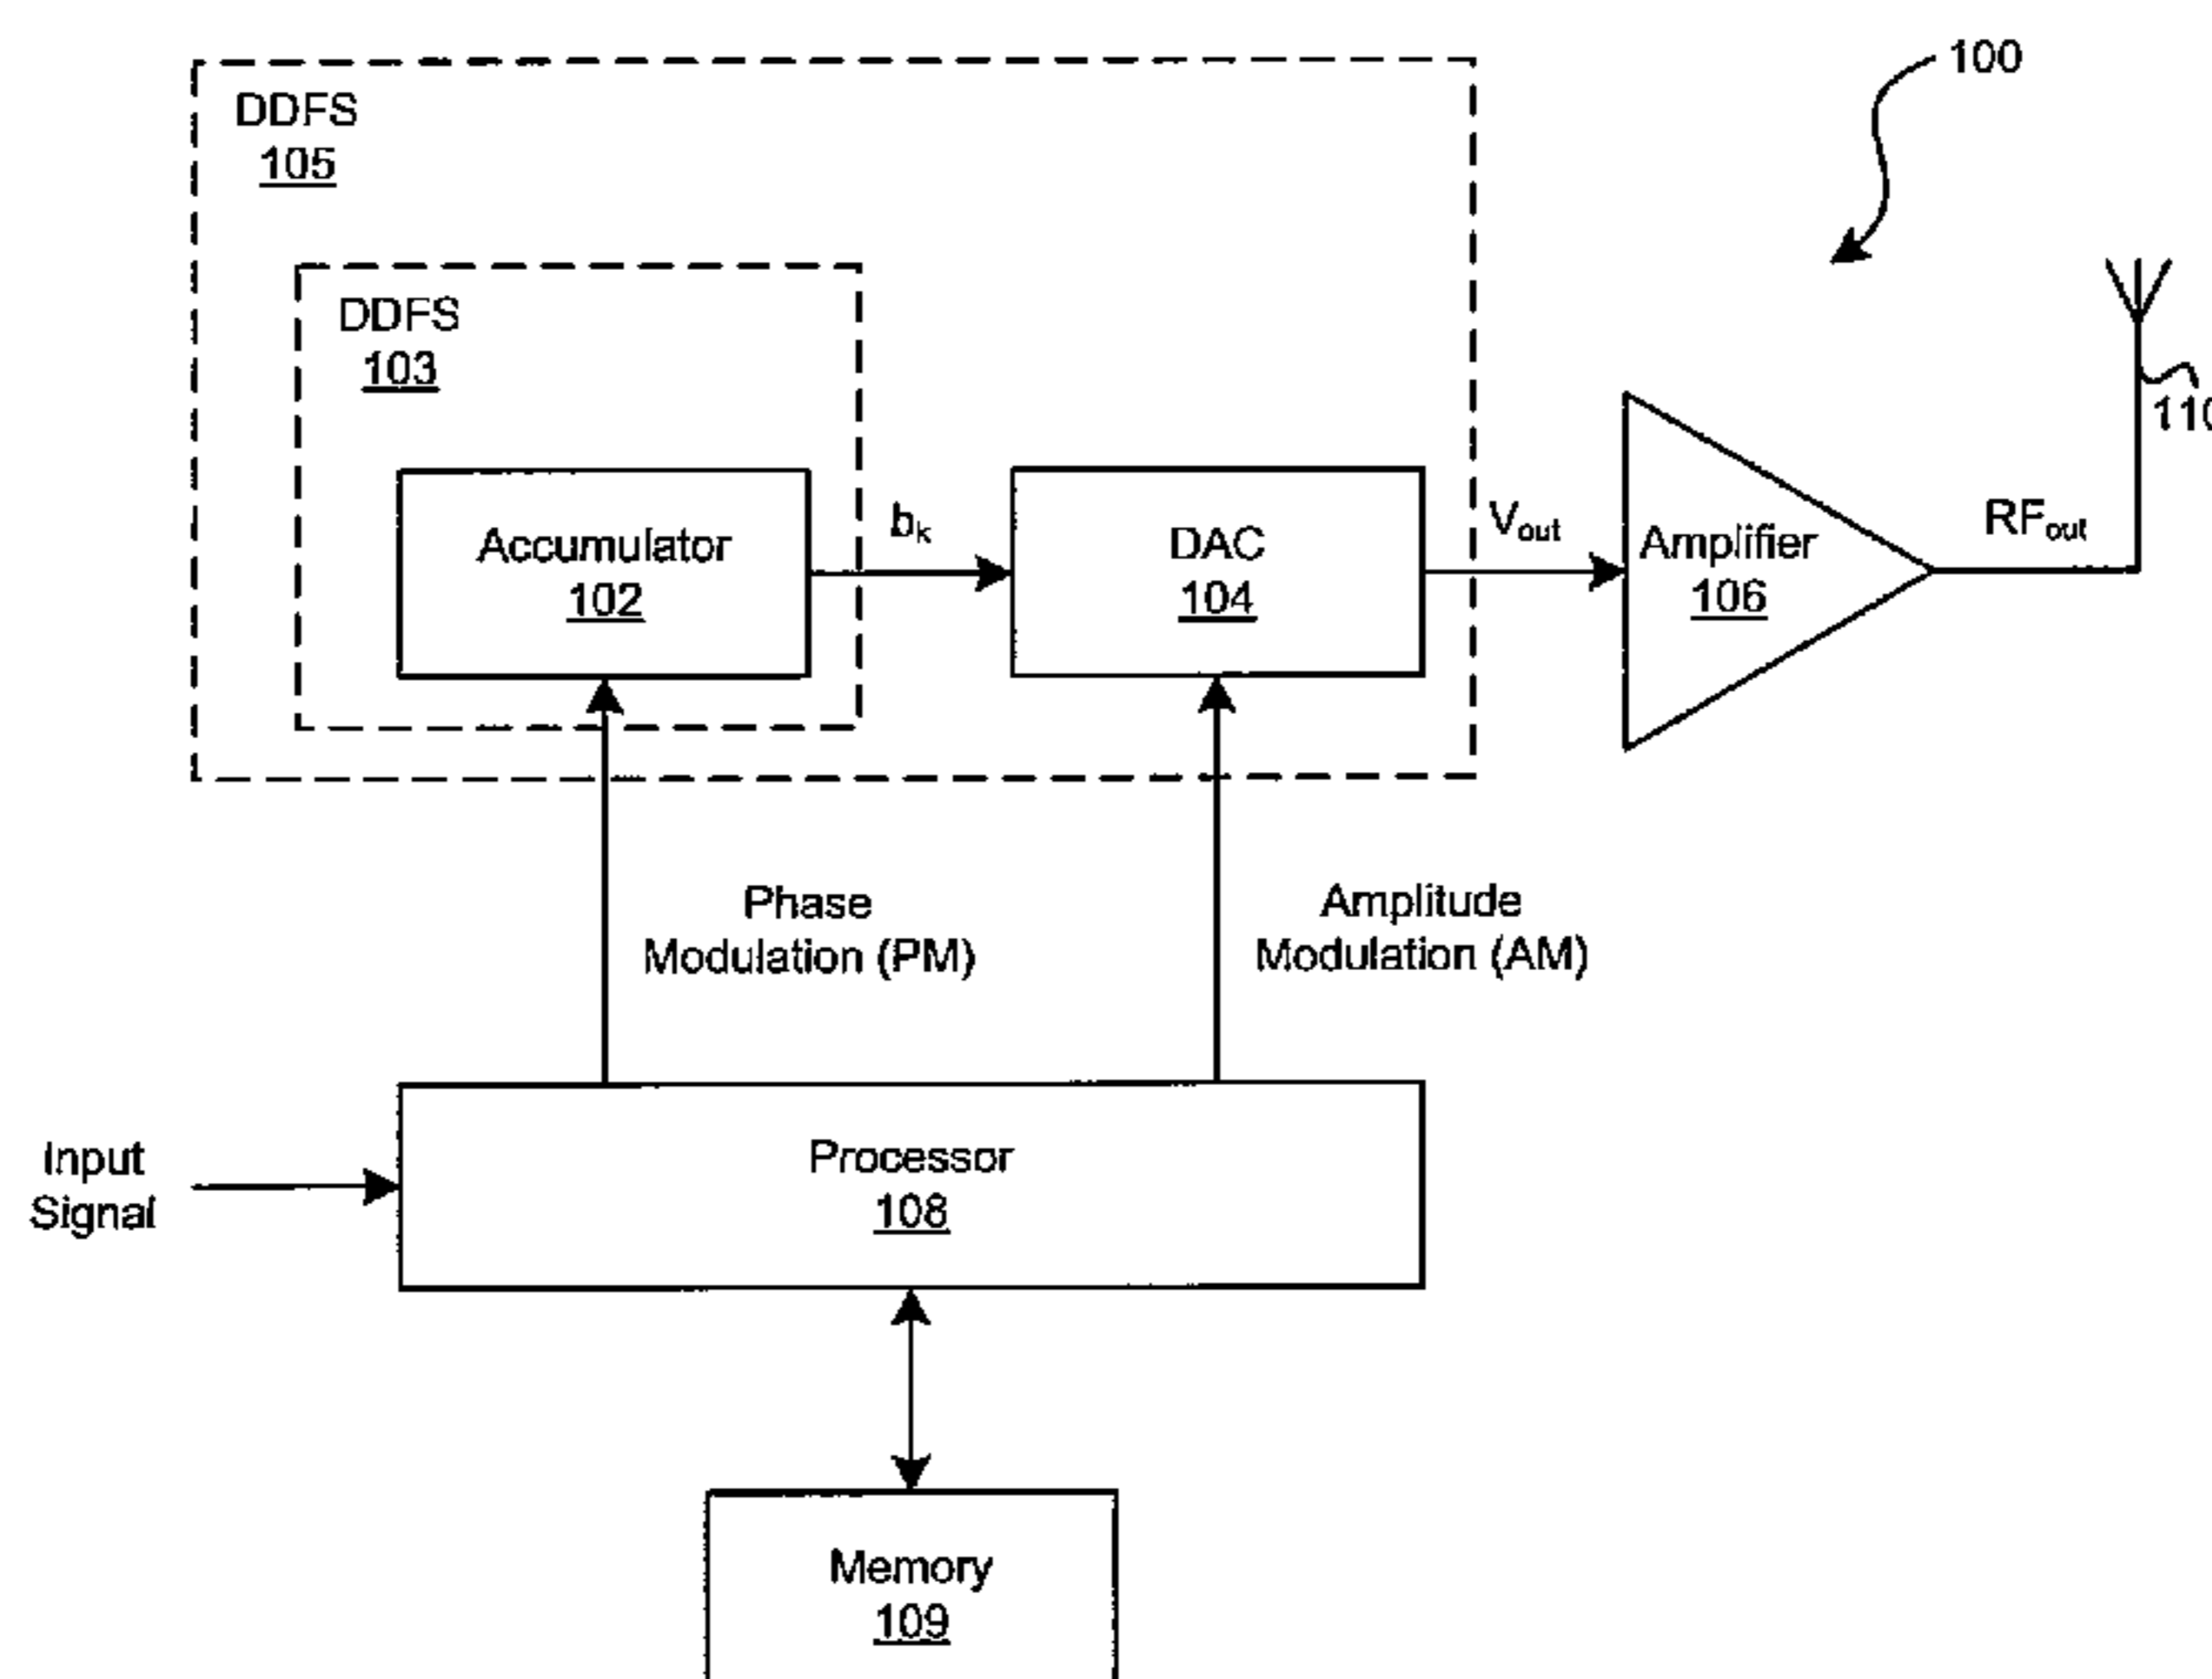 100
DDFS
105
DDFS
103
110
Accumulator
102
bk
DAC
104
Vout
Amplifier
106
RFout
Phase
Modulation (PM)
Amplitude
Modulation (AM)
Input
Signal
Processor
108
Memory
109